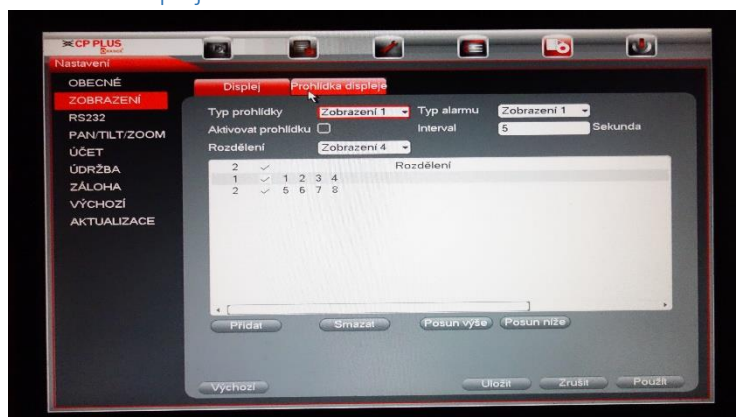 CP PLUS
Nastavení
OBECNÉ
ZOBRAZENÍ
RS232
PAN/TILT/ZOOM
ÚČET
ÚDRŽBA
ZÁLOHA
VÝCHOZÍ
AKTUALIZACE
Displej Prohlídka displeje
Typ prohlídky Zobrazení 1 Typ alarmu Zobrazení 1
Aktivovat prohlídku Interval 5 Sekunda
Rozdělení Zobrazení 4
2 Rozdělení
1 1 2 3 4
2 5 6 7 8
Přidat Smazat Posun výše Posun níže
Výchozí Uložit Zrušit Použít